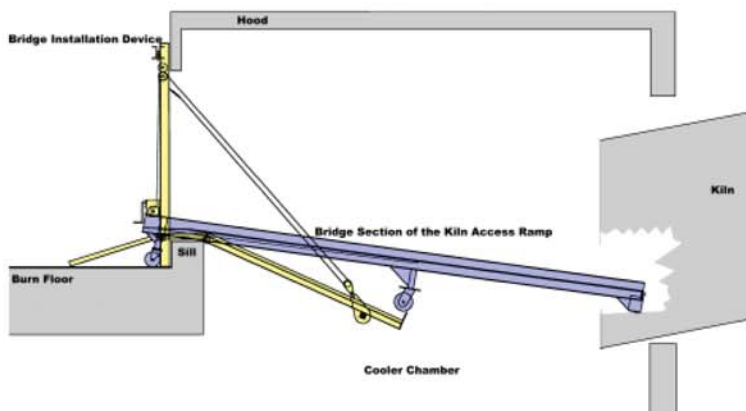 Hood
Bridge Installation Device
Kiln
Bridge Section of the Kiln Access Ramp
Sill
Burn Floor
Cooler Chamber